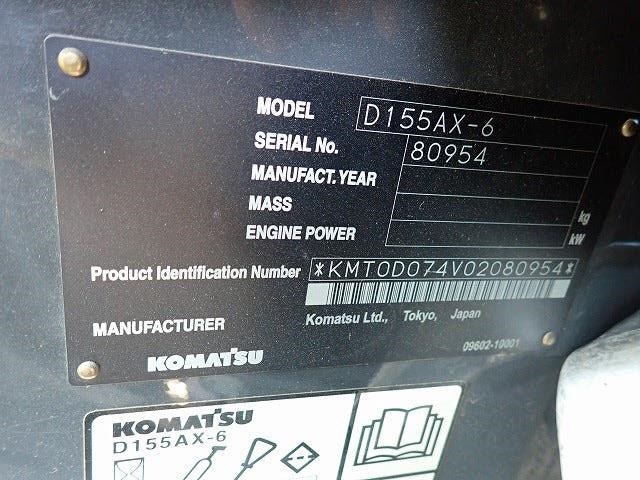 MODEL D155AX-6
SERIAL No. 80954
MANUFACT. YEAR
MASS kg
ENGINE POWER kW
Product Identification Number *KMT0D074V02080954*
MANUFACTURER Komatsu Ltd., Tokyo, Japan
KOMATSU 09602-10001
KOMATSU
D155AX-6